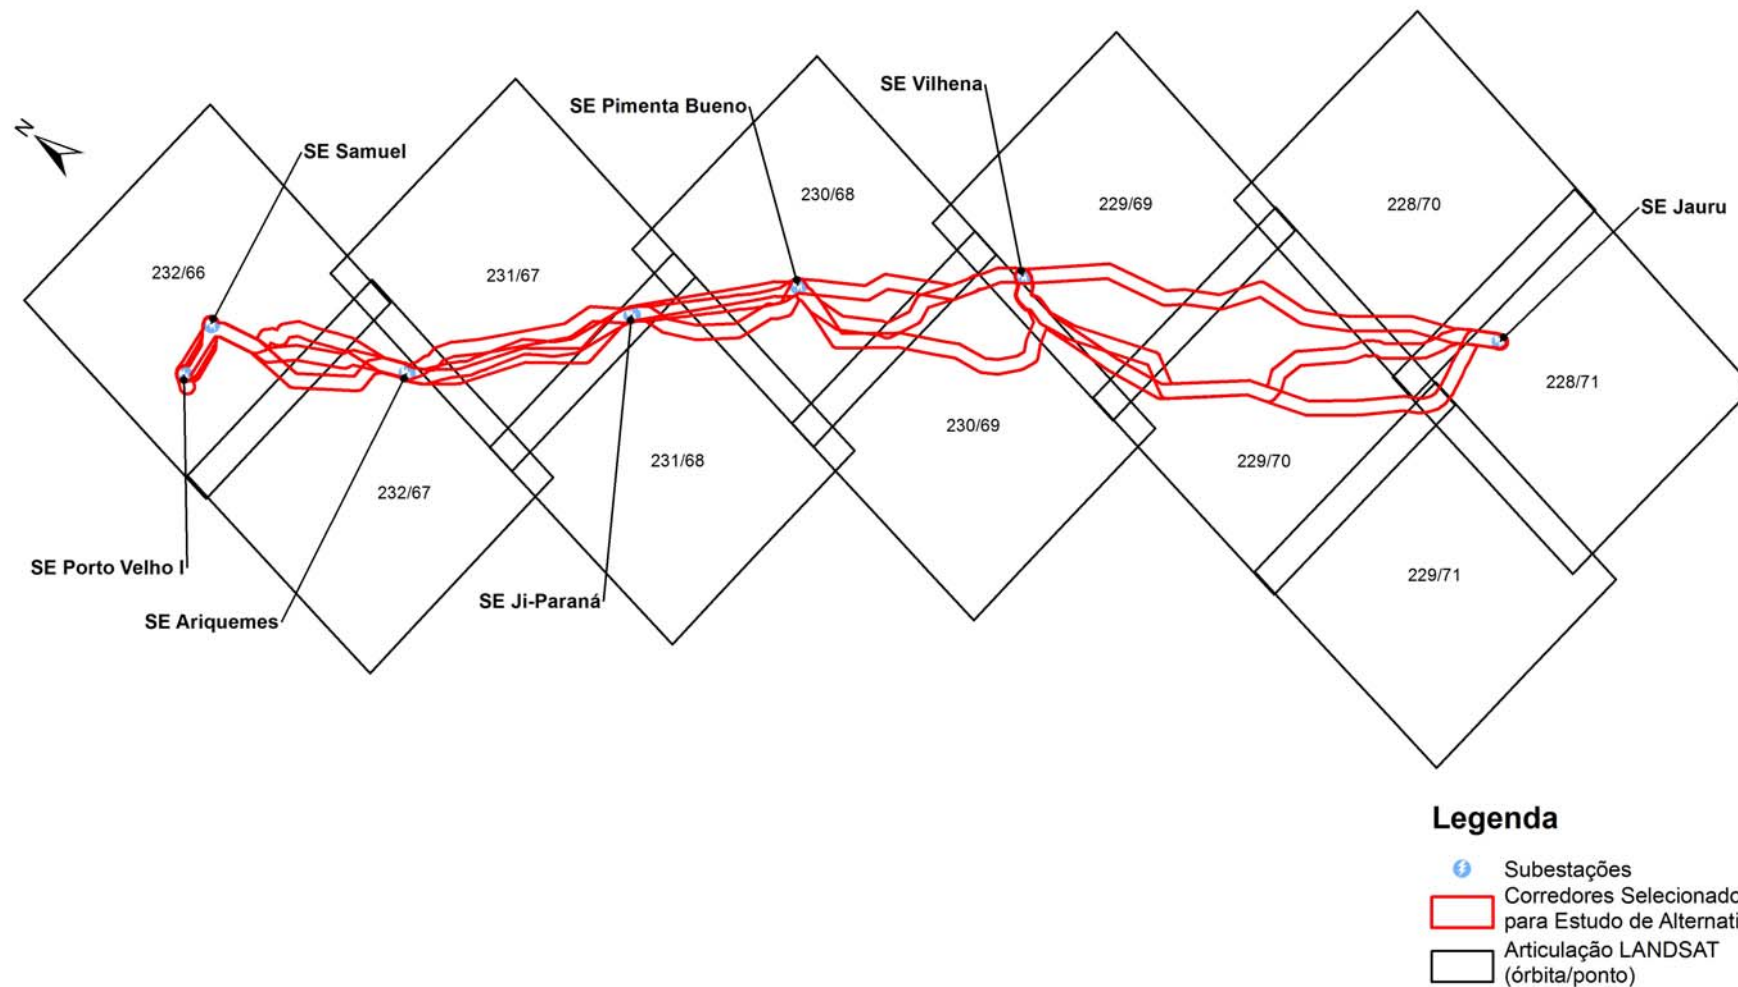 N
SE Vilhena
SE Pimenta Bueno
SE Samuel
230/68
229/69
228/70
SE Jauru
232/66
231/67
228/71
230/69
231/68
229/70
232/67
SE Porto Velho I
229/71
SE Ji-Paraná
SE Ariquemes
Legenda
Subestações
Corredores Selecionado
para Estudo de Alternati
Articulação LANDSAT
(órbita/ponto)